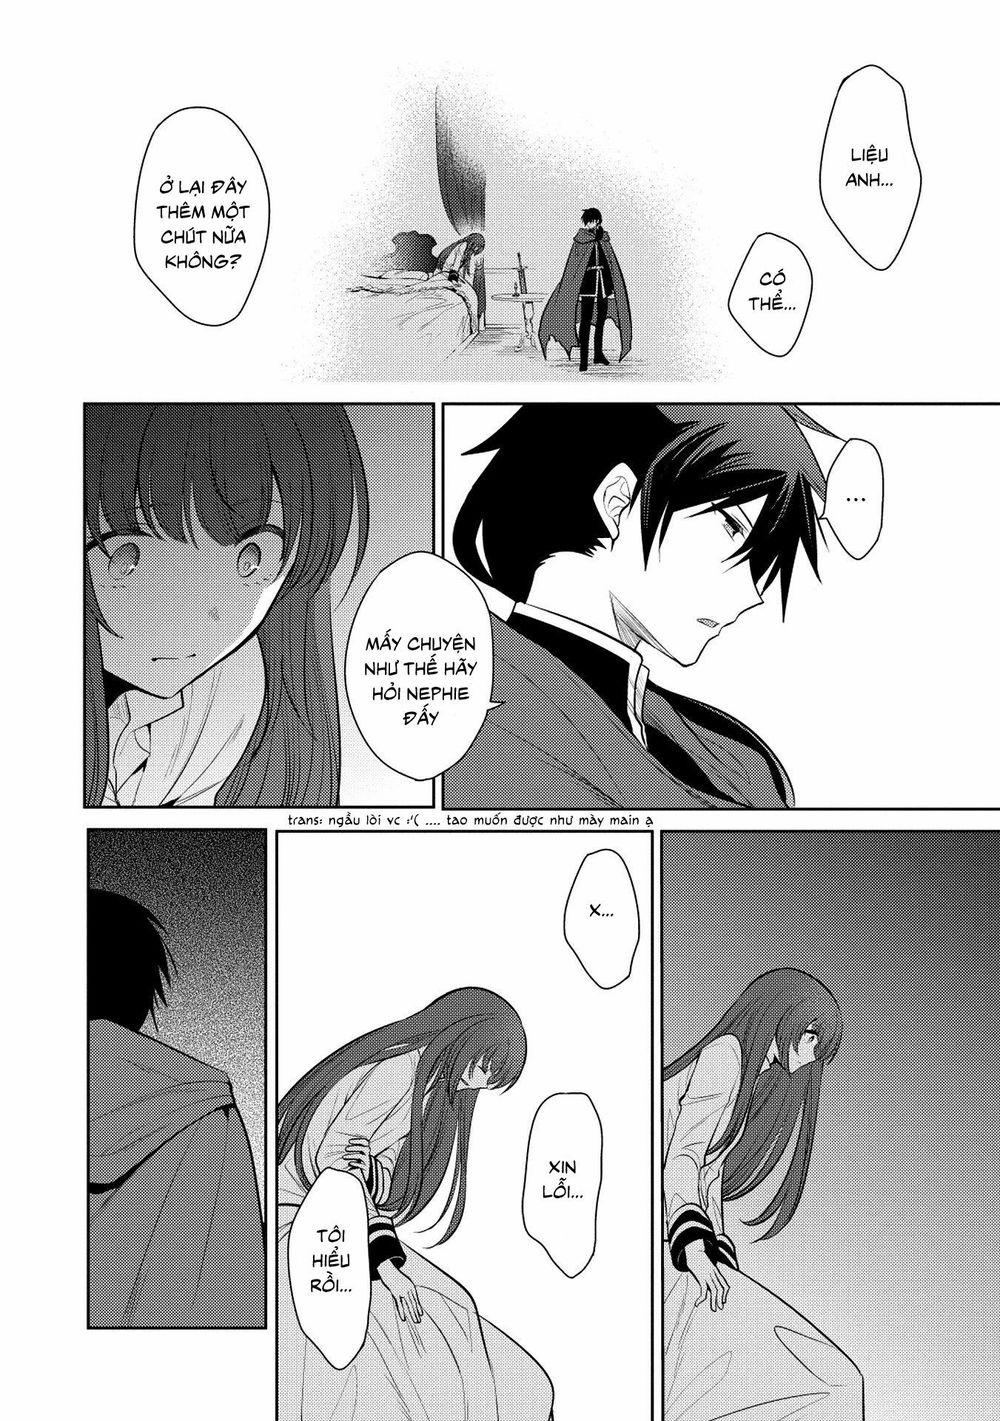 LIỆU
ANH...
CÓ
THỂ...
Ở LẠI ĐÂY
THÊM MỘT
CHÚT NỮA
KHÔNG?
...
MẤY CHUYỆN
NHƯ THẾ HÃY
HỎI NEPHIE
ĐẤY
trans: ngầu lòi vc :'( .... tao muốn được như mày main ạ
X...
XIN
LỖI...
TÔI
HIỂU
RỒI...